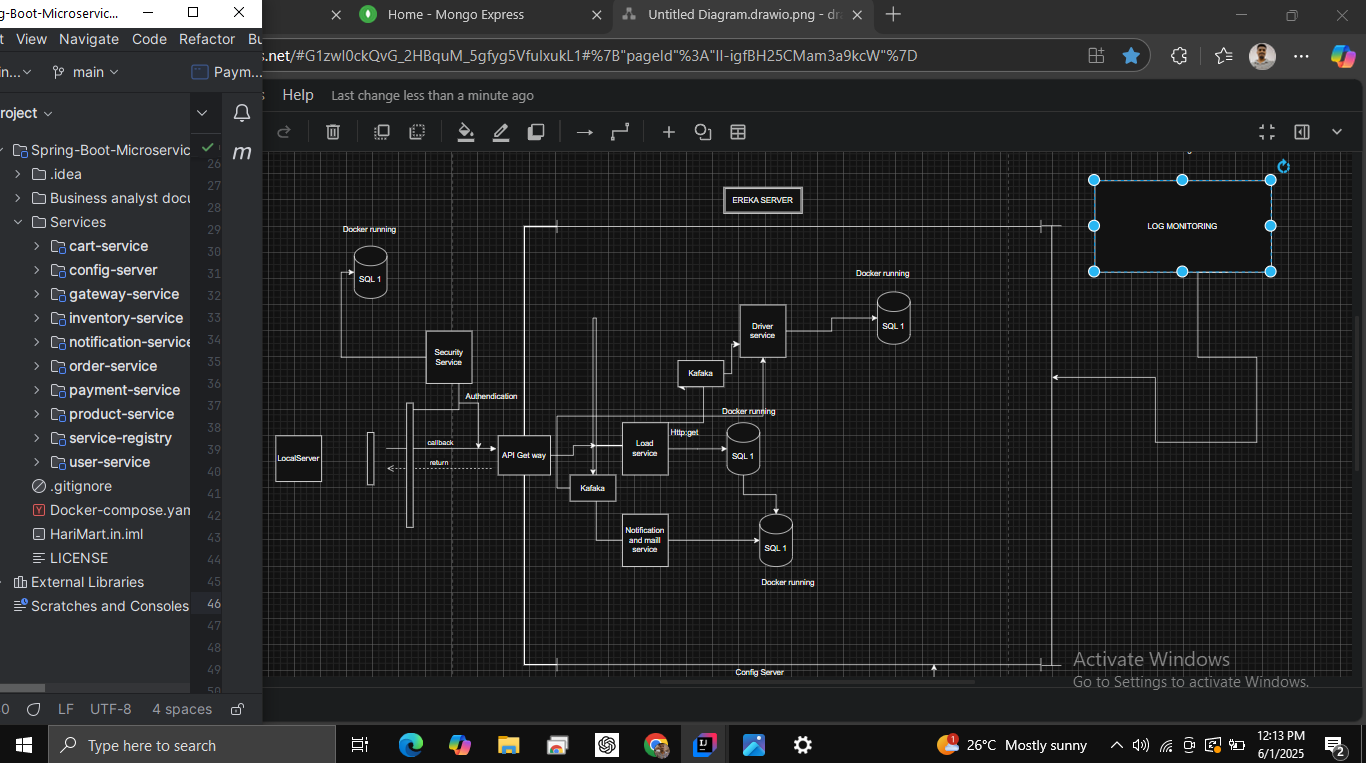 g-Boot-Microservic...
Home - Mongo Express
Untitled Diagram.drawio.png - dr
t View Navigate Code Refactor Bu
s.net/#G1zwl0ckQvG_2HBquM_5gfyg5VfulxukL1#%7B"pageId"%3A"lI-igfBH25CMam3a9kcW"%7D
in... main Paym...
Help Last change less than a minute ago
roject
Spring-Boot-Microservic
.idea
Business analyst docu
Services
cart-service
config-server
gateway-service
inventory-service
notification-service
order-service
payment-service
product-service
service-registry
user-service
.gitignore
Docker-compose.yam
HariMart.in.iml
LICENSE
External Libraries
Scratches and Consoles
m
26
27
28
29
30
31
32
33
34
35
36
37
38
39
40
41
42
43
44
45
46
47
48
49
50
EREKA SERVER
LOG MONITORING
Docker running
SQL 1
Docker running
SQL 1
Driver
service
Security
Service
Kafaka
Authendication
Docker running
Http:get
callback
return
LocalServer
API Get way
Load
service
SQL 1
Kafaka
Notification
and maill
service
SQL 1
Docker running
Config Server
Activate Windows
Go to Settings to activate Windows.
0 LF UTF-8 4 spaces
Type here to search
26°C Mostly sunny
12:13 PM
6/1/2025
1
2